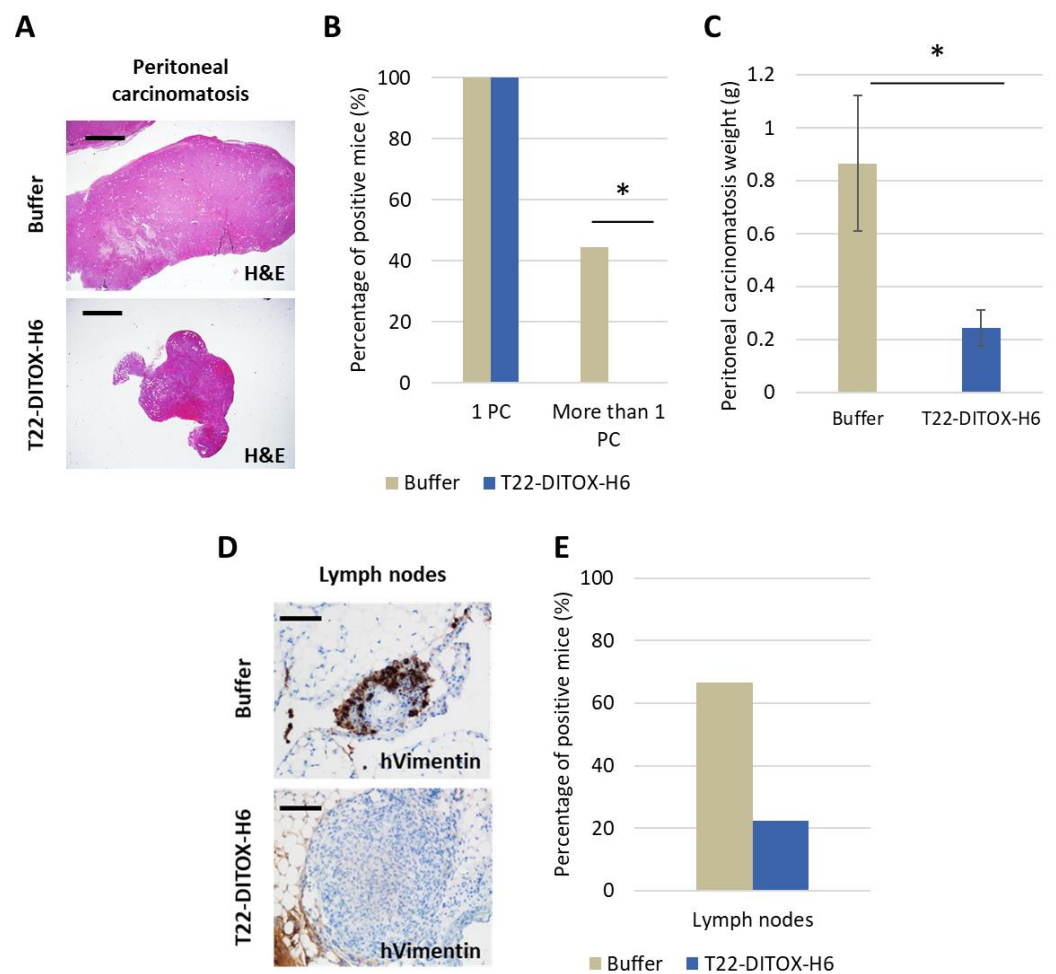 A
Peritoneal
carcinomatosis
Buffer
H&E
T22-DITOX-H6
H&E
B
Percentage of positive mice (%)
100
80
60
40
20
0
*
1 PC
More than 1
PC
Buffer
T22-DITOX-H6
C
Peritoneal carcinomatosis weight (g)
*
1.2
1
0.8
0.6
0.4
0.2
0
Buffer
T22-DITOX-H6
D
Lymph nodes
Buffer
hVimentin
T22-DITOX-H6
hVimentin
E
Percentage of positive mice (%)
100
80
60
40
20
0
Lymph nodes
Buffer
T22-DITOX-H6